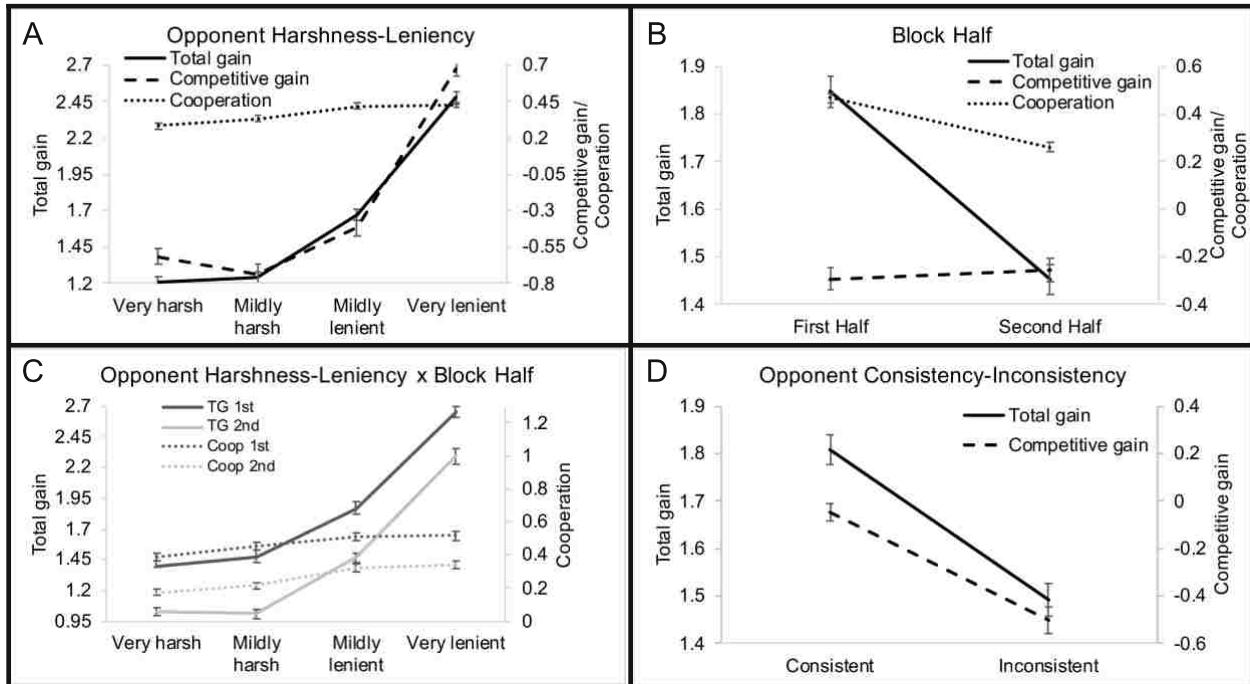 A
Opponent Harshness-Leniency
Total gain
Competitive gain
Cooperation
2.7
2.45
2.2
1.95
1.7
1.45
1.2
Total gain
0.7
0.45
0.2
-0.05
-0.3
-0.55
-0.8
Competitive gain/
Cooperation
Very harsh
Mildly
harsh
Mildly
lenient
Very lenient
B
Block Half
Total gain
Competitive gain
Cooperation
1.9
1.8
1.7
1.6
1.5
1.4
Total gain
0.6
0.4
0.2
0
-0.2
-0.4
Competitive gain/
Cooperation
First Half
Second Half
C
Opponent Harshness-Leniency x Block Half
TG 1st
TG 2nd
Coop 1st
Coop 2nd
2.7
2.45
2.2
1.95
1.7
1.45
1.2
0.95
Total gain
1.2
1
0.8
0.6
0.4
0.2
0
Cooperation
Very harsh
Mildly
harsh
Mildly
lenient
Very lenient
D
Opponent Consistency-Inconsistency
Total gain
Competitive gain
1.9
1.8
1.7
1.6
1.5
1.4
Total gain
0.4
0.2
0
-0.2
-0.4
-0.6
Competitive gain
Consistent
Inconsistent